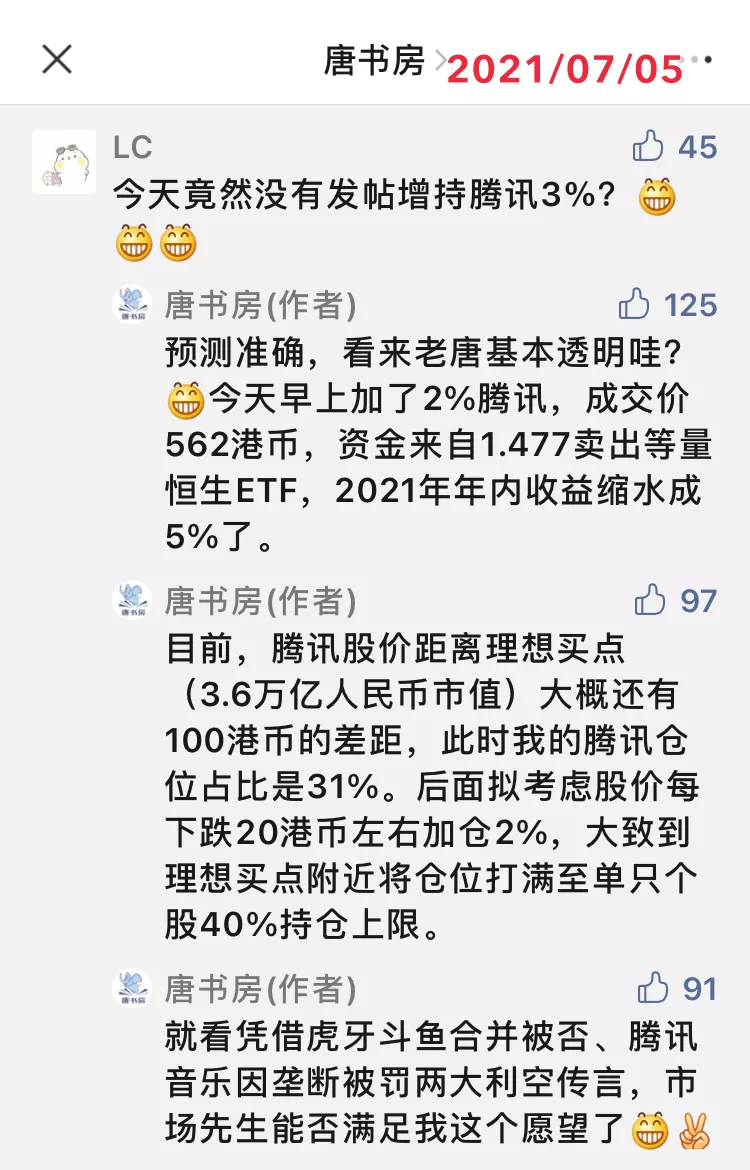 唐书房
2021/07/05
LC
45
今天竟然没有发帖增持腾讯3%?
唐书房(作者)
125
预测准确，看来老唐基本透明哇?
今天早上加了2%腾讯，成交价
562港币，资金来自1.477卖出等量
恒生ETF，2021年年内收益缩水成
5%了。
唐书房(作者)
97
目前，腾讯股价距离理想买点
（3.6万亿人民币市值）大概还有
100港币的差距，此时我的腾讯仓
位占比是31%。后面拟考虑股价每
下跌20港币左右加仓2%，大致到
理想买点附近将仓位打满至单只个
股40%持仓上限。
唐书房(作者)
91
就看凭借虎牙斗鱼合并被否、腾讯
音乐因垄断被罚两大利空传言，市
场先生能否满足我这个愿望了